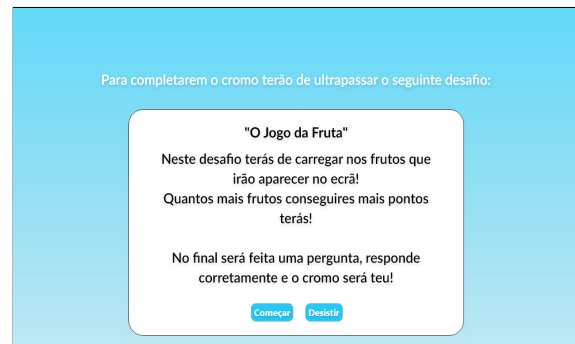 Para completarem o cromo terão de ultrapassar o seguinte desafio:
"O Jogo da Fruta"
Neste desafio terás de carregar nos frutos que
irão aparecer no ecrã!
Quantos mais frutos conseguires mais pontos
terás!
No final será feita uma pergunta, responde
corretamente e o cromo será teu!
Começar Desistir